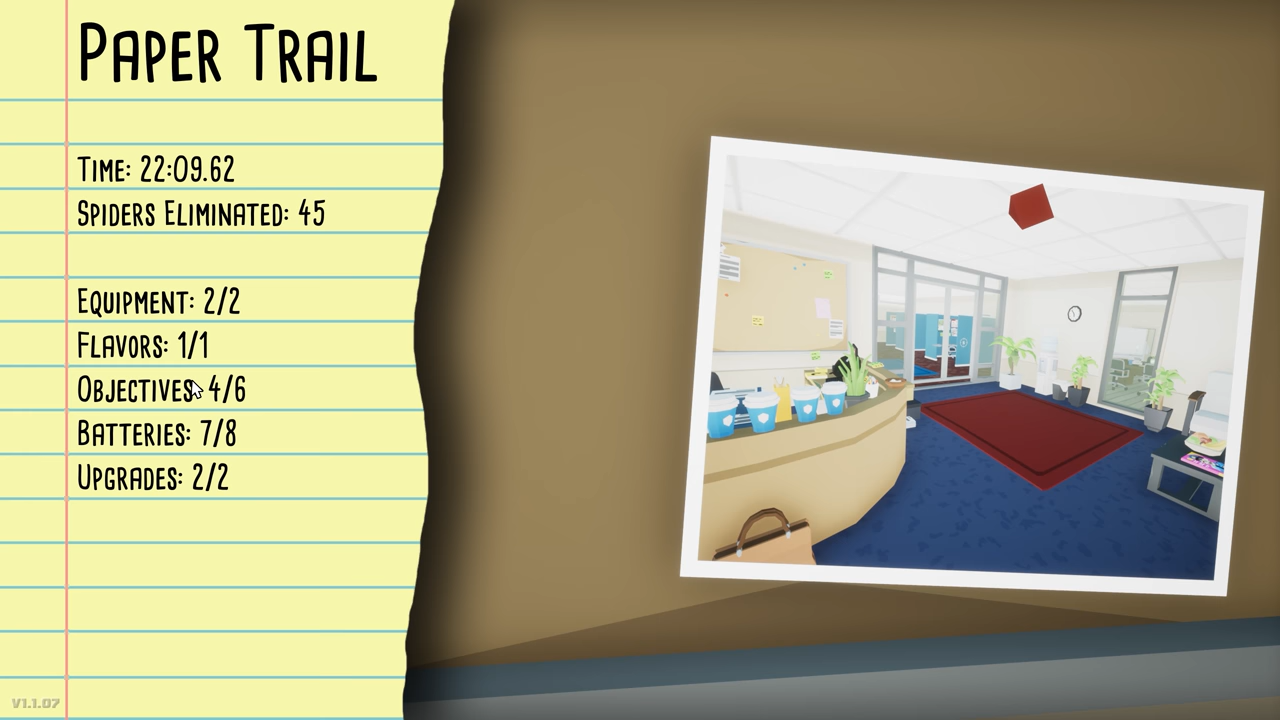 Paper Trail
Time: 22:09.62
Spiders Eliminated: 45
Equipment: 2/2
Flavors: 1/1
Objectives: 4/6
Batteries: 7/8
Upgrades: 2/2
V1.1.07